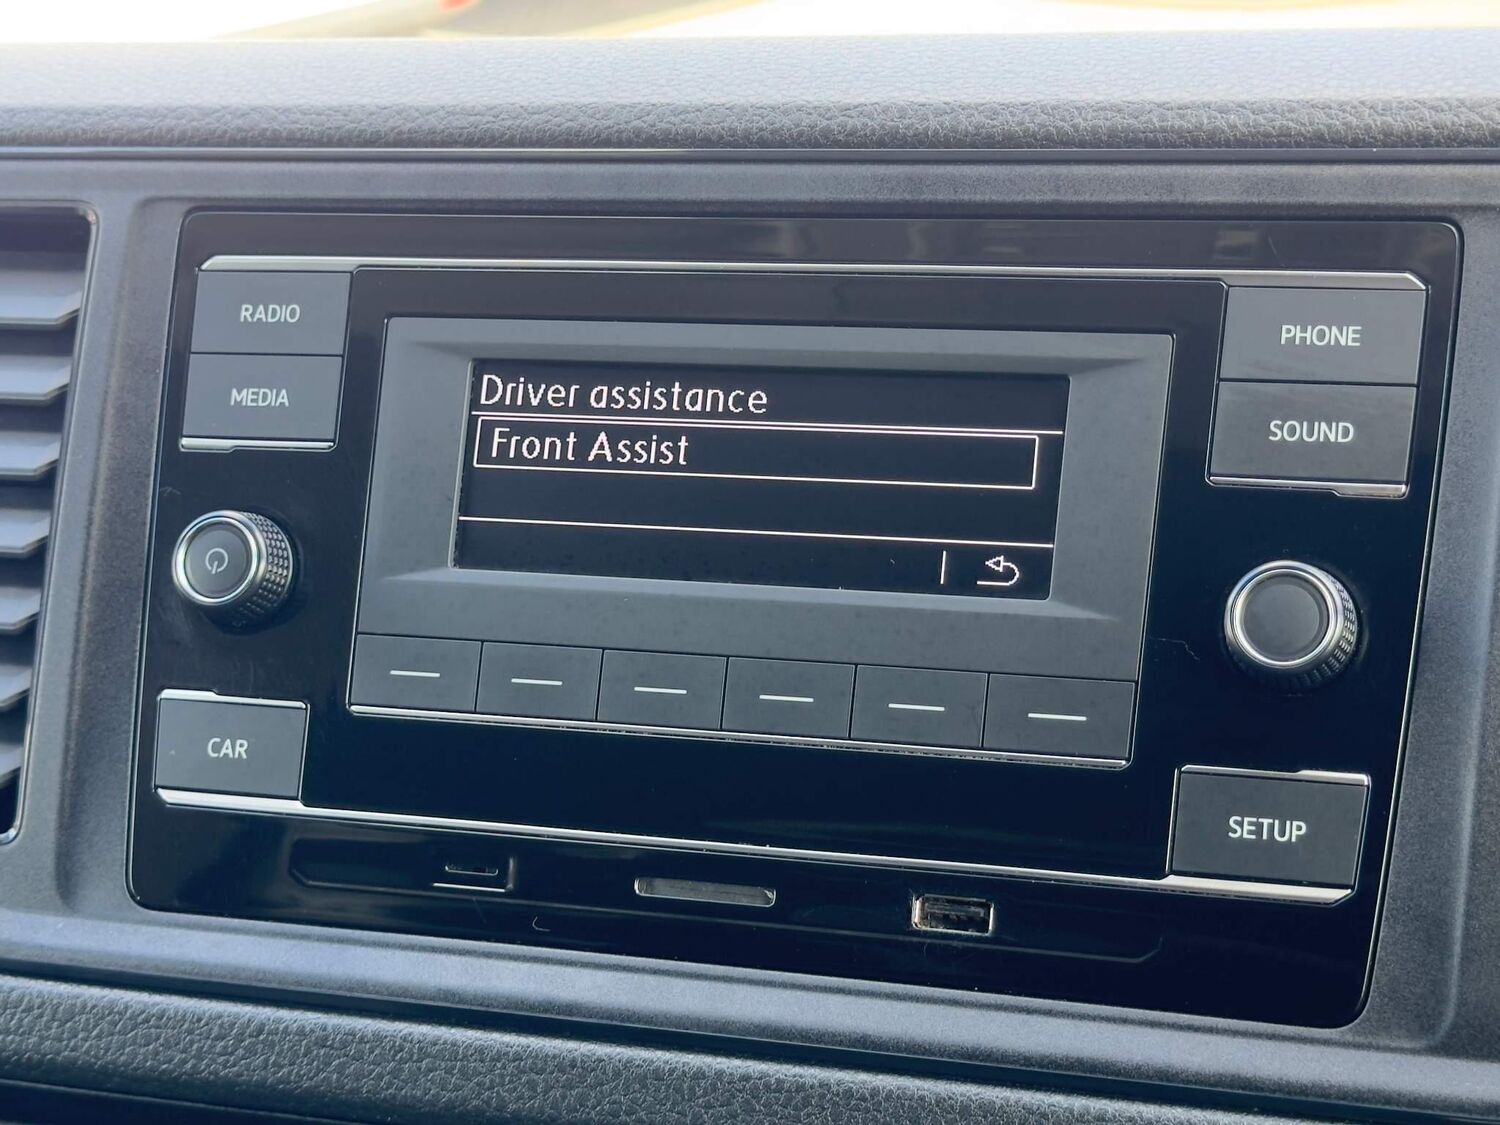 RADIO
MEDIA
Driver assistance
Front Assist
PHONE
SOUND
CAR
SETUP